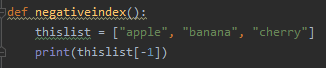 def negativeindex():
    thislist = ["apple", "banana", "cherry"]
    print(thislist[-1])